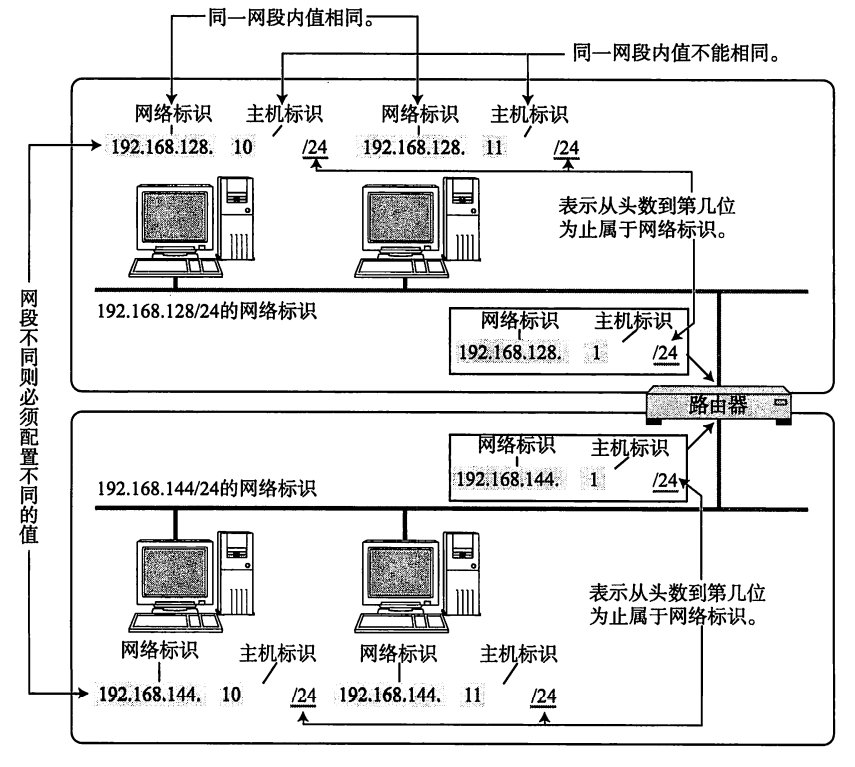 同一网段内值相同。
同一网段内值不能相同。
网络标识 主机标识 网络标识 主机标识
192.168.128. 10 /24 192.168.128. 11 /24
表示从头数到第几位
为止属于网络标识。
192.168.128/24的网络标识
网络标识 主机标识
192.168.128. 1 /24
网段不同则必须配置不同的值
路由器
网络标识 主机标识
192.168.144. 1 /24
192.168.144/24的网络标识
表示从头数到第几位
为止属于网络标识。
网络标识 主机标识 网络标识 主机标识
192.168.144. 10 /24 192.168.144. 11 /24